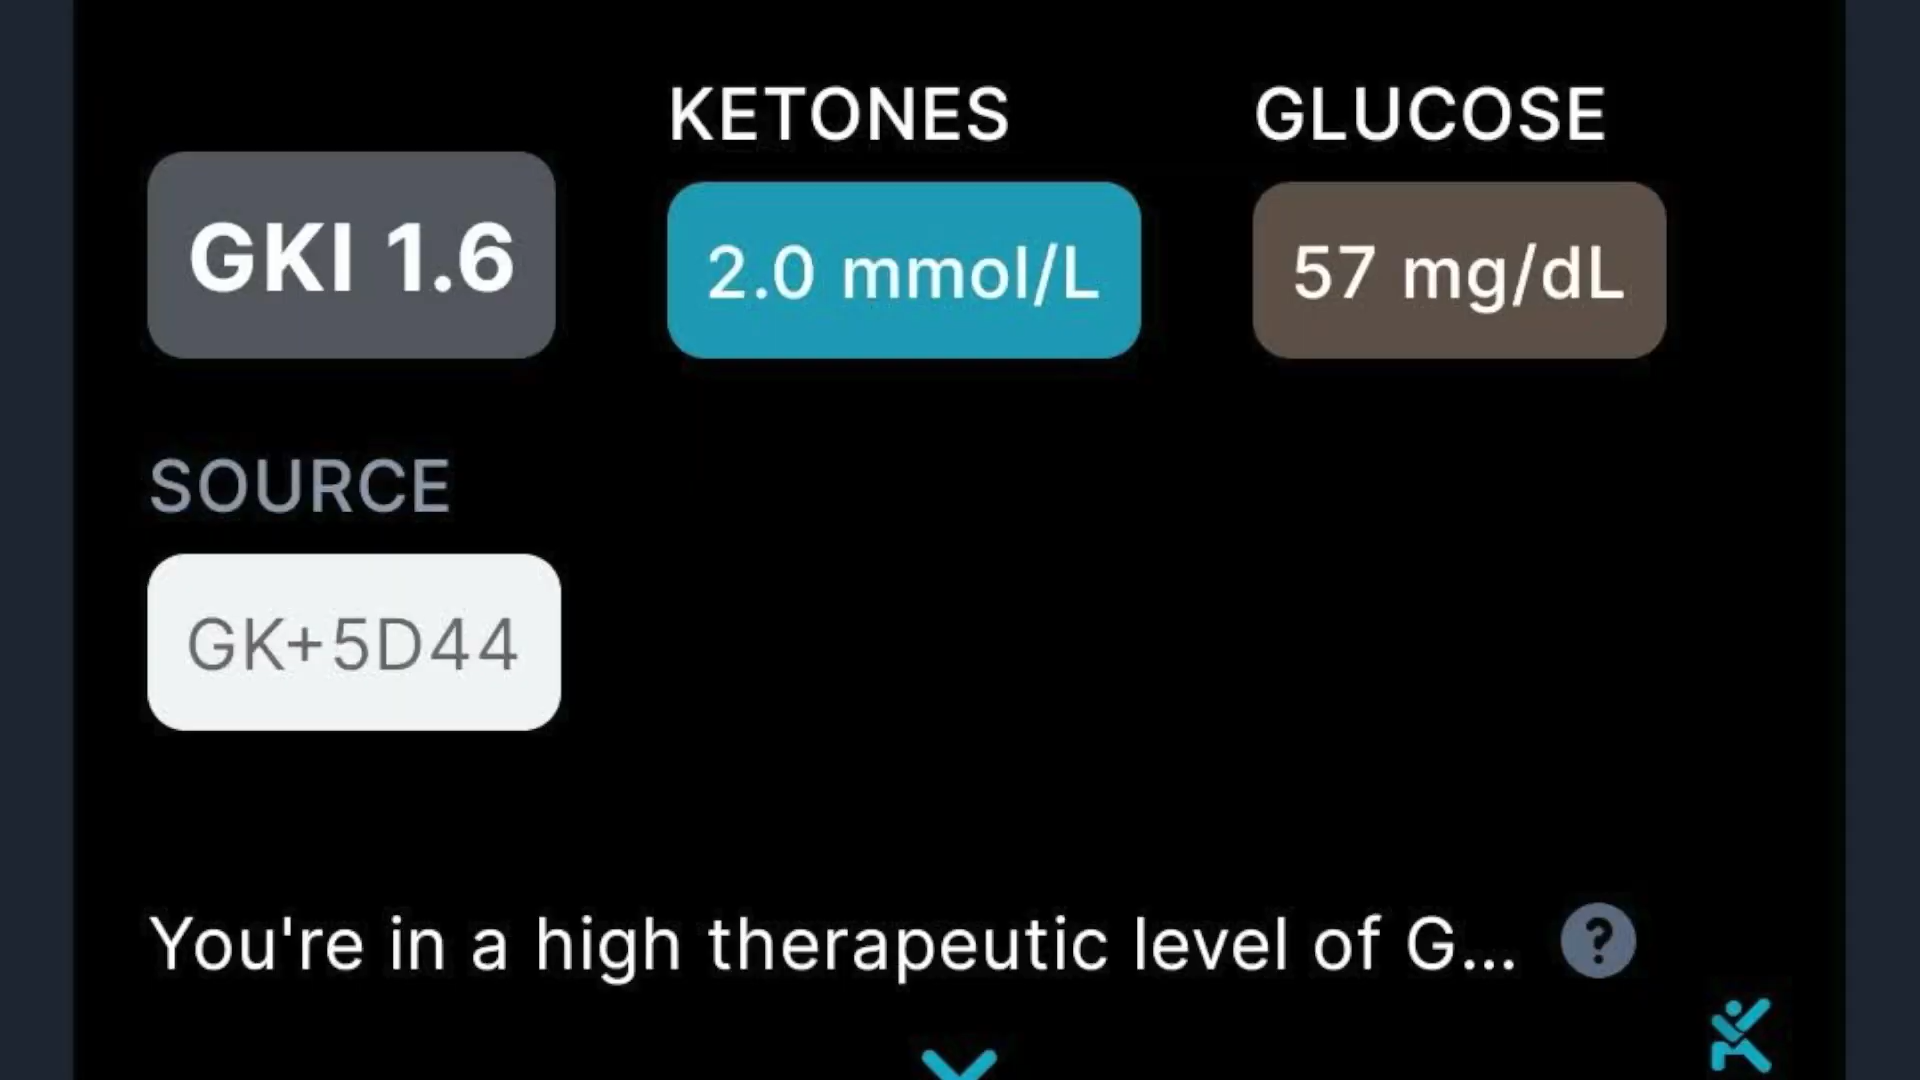 KETONES GLUCOSE
GKI 1.6 2.0 mmol/L 57 mg/dL
SOURCE
GK+5D44
You're in a high therapeutic level of G... ?